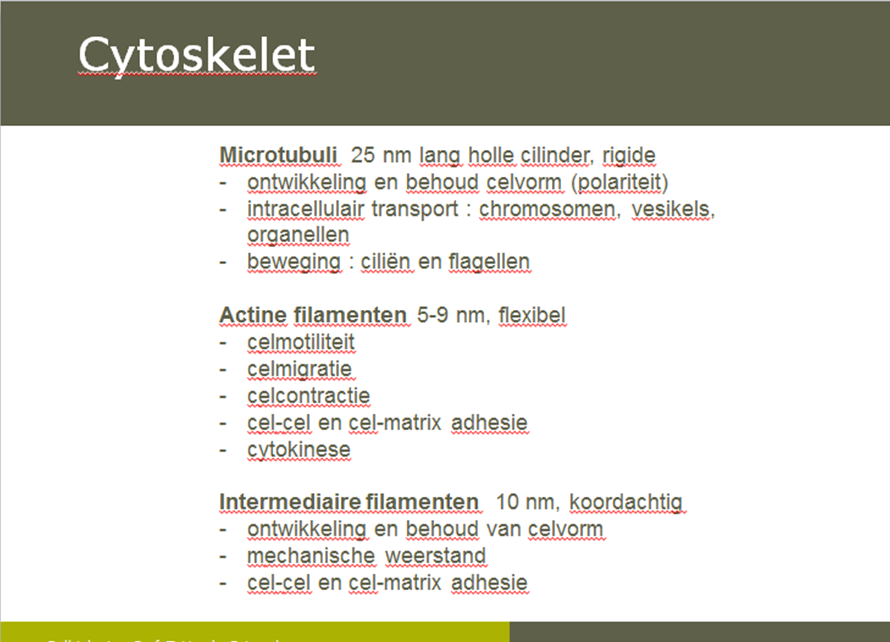 Cytoskelet
Microtubuli 25 nm lang holle cilinder, rigide
- ontwikkeling en behoud celvorm (polariteit)
- intracellulair transport : chromosomen, vesikels,
organellen
- beweging : ciliën en flagellen
Actine filamenten 5-9 nm, flexibel
- celmotiliteit
- celmigratie
- celcontractie
- cel-cel en cel-matrix adhesie
- cytokinese
Intermediaire filamenten 10 nm, koordachtig
- ontwikkeling en behoud van celvorm
- mechanische weerstand
- cel-cel en cel-matrix adhesie